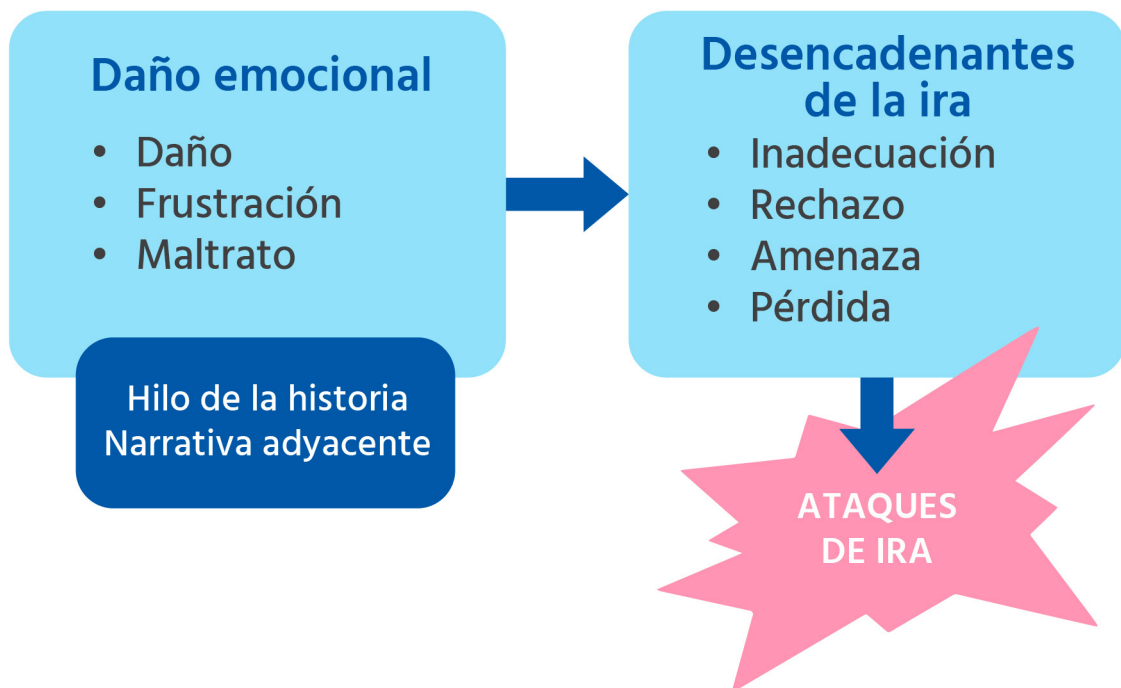 Daño emocional
• Daño
• Frustración
• Maltrato
Hilo de la historia
Narrativa adyacente
Desencadenantes
de la ira
• Inadecuación
• Rechazo
• Amenaza
• Pérdida
ATAQUES
DE IRA